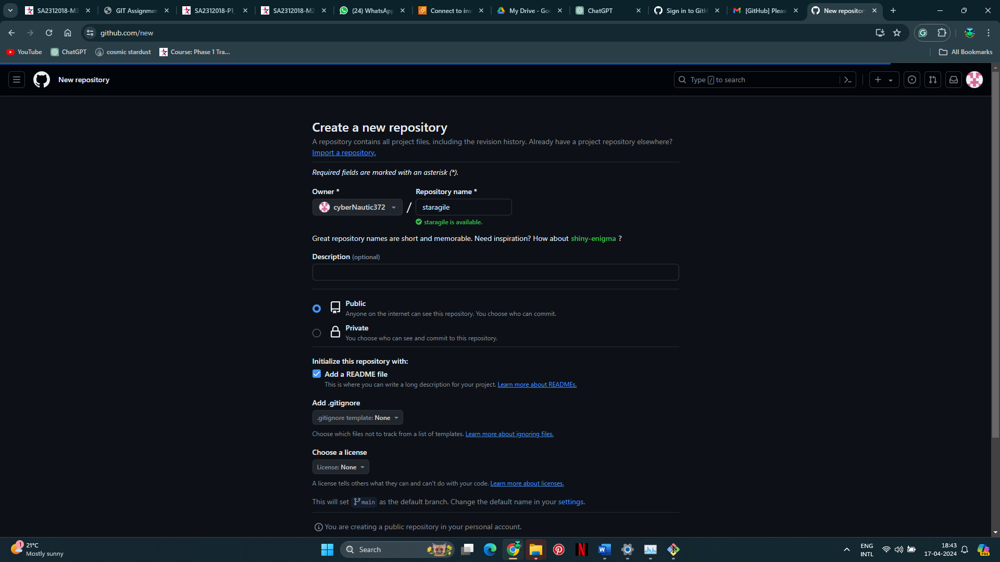 SA2312018-M3
GIT Assignmen
SA2312018-P1_
SA2312018-M2
(24) WhatsApp
Connect to ins
My Drive - Goo
ChatGPT
Sign in to GitH
[GitHub] Pleas
New repository
github.com/new
YouTube
ChatGPT
cosmic stardust
Course: Phase 1 Tra...
All Bookmarks
New repository
Type / to search
Create a new repository
A repository contains all project files, including the revision history. Already have a project repository elsewhere?
Import a repository.
Required fields are marked with an asterisk (*).
Owner *
Repository name *
cyberNautic372
/
staragile
staragile is available.
Great repository names are short and memorable. Need inspiration? How about shiny-enigma ?
Description (optional)
Public
Anyone on the internet can see this repository. You choose who can commit.
Private
You choose who can see and commit to this repository.
Initialize this repository with:
Add a README file
This is where you can write a long description for your project. Learn more about READMEs.
Add .gitignore
.gitignore template: None
Choose which files not to track from a list of templates. Learn more about ignoring files.
Choose a license
License: None
A license tells others what they can and can't do with your code. Learn more about licenses.
This will set main as the default branch. Change the default name in your settings.
You are creating a public repository in your personal account.
1
21°C
Mostly sunny
Search
ENG
INTL
18:43
17-04-2024
PRE